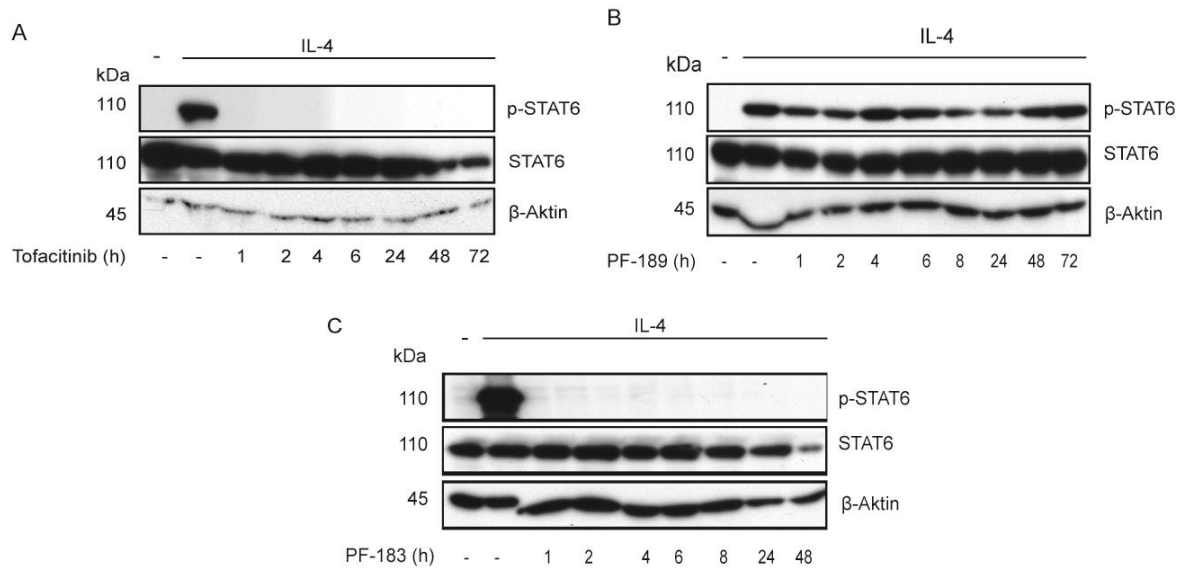 A
IL-4
-
kDa
110 p-STAT6
110 STAT6
45 β-Aktin
Tofacitinib (h) - - 1 2 4 6 24 48 72
B
IL-4
-
kDa
110 p-STAT6
110 STAT6
45 β-Aktin
PF-189 (h) - - 1 2 4 6 8 24 48 72
C
IL-4
-
kDa
110 p-STAT6
110 STAT6
45 β-Aktin
PF-183 (h) - - 1 2 4 6 8 24 48